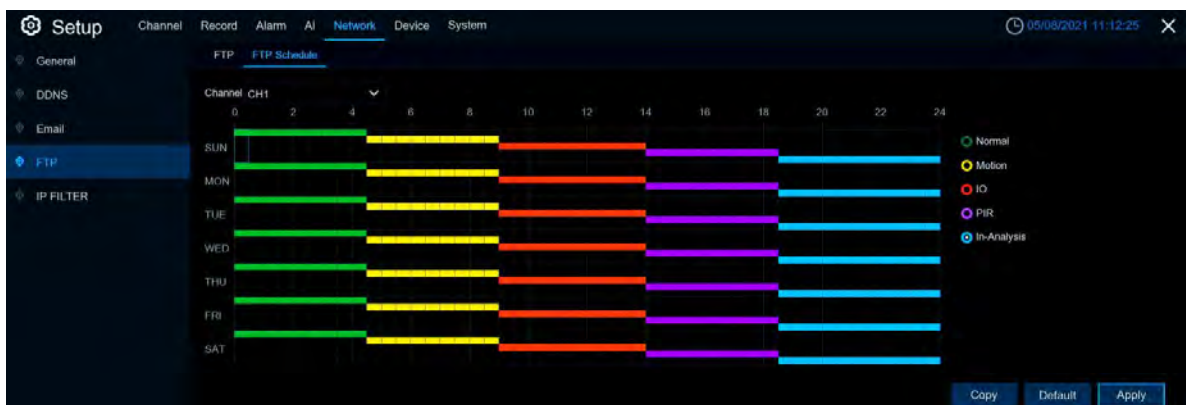 Setup Channel Record Alarm AI Network Device System 05/08/2021 11:12:25
General
FTP FTP Schedule
DDNS
Email
FTP
IP FILTER
Channel CH1
0 2 4 6 8 10 12 14 16 18 20 22 24
SUN
MON
TUE
WED
THU
FRI
SAT
Normal
Motion
IO
PIR
In-Analysis
Copy Default Apply